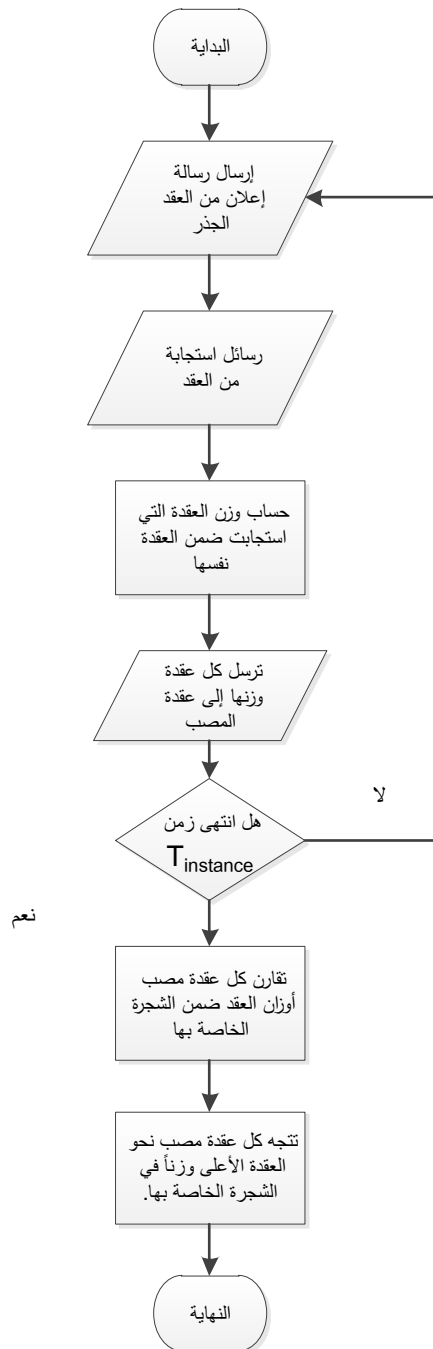 البداية
إرسال رسالة
إعلان من العقد
الجذر
رسائل استجابة
من العقد
حساب وزن العقدة التي
استجابت ضمن العقدة
نفسها
ترسل كل عقدة
وزنها إلى عقدة
المصب
لا
هل انتهى زمن
Tinstance
نعم
تقارن كل عقدة مصب
أوزان العقد ضمن الشجرة
الخاصة بها
تتجه كل عقدة مصب نحو
العقدة الأعلى وزناً في
الشجرة الخاصة بها.
النهاية